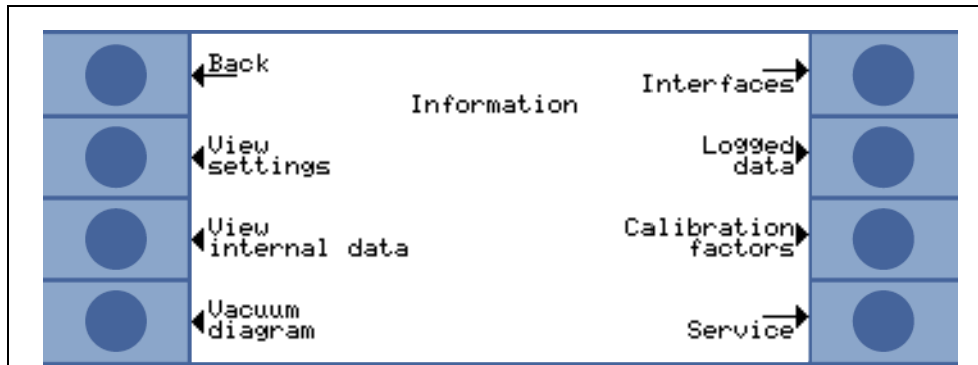 Back
Interfaces
Information
View
settings
Logged
data
View
internal data
Calibration
factors
Vacuum
diagram
Service